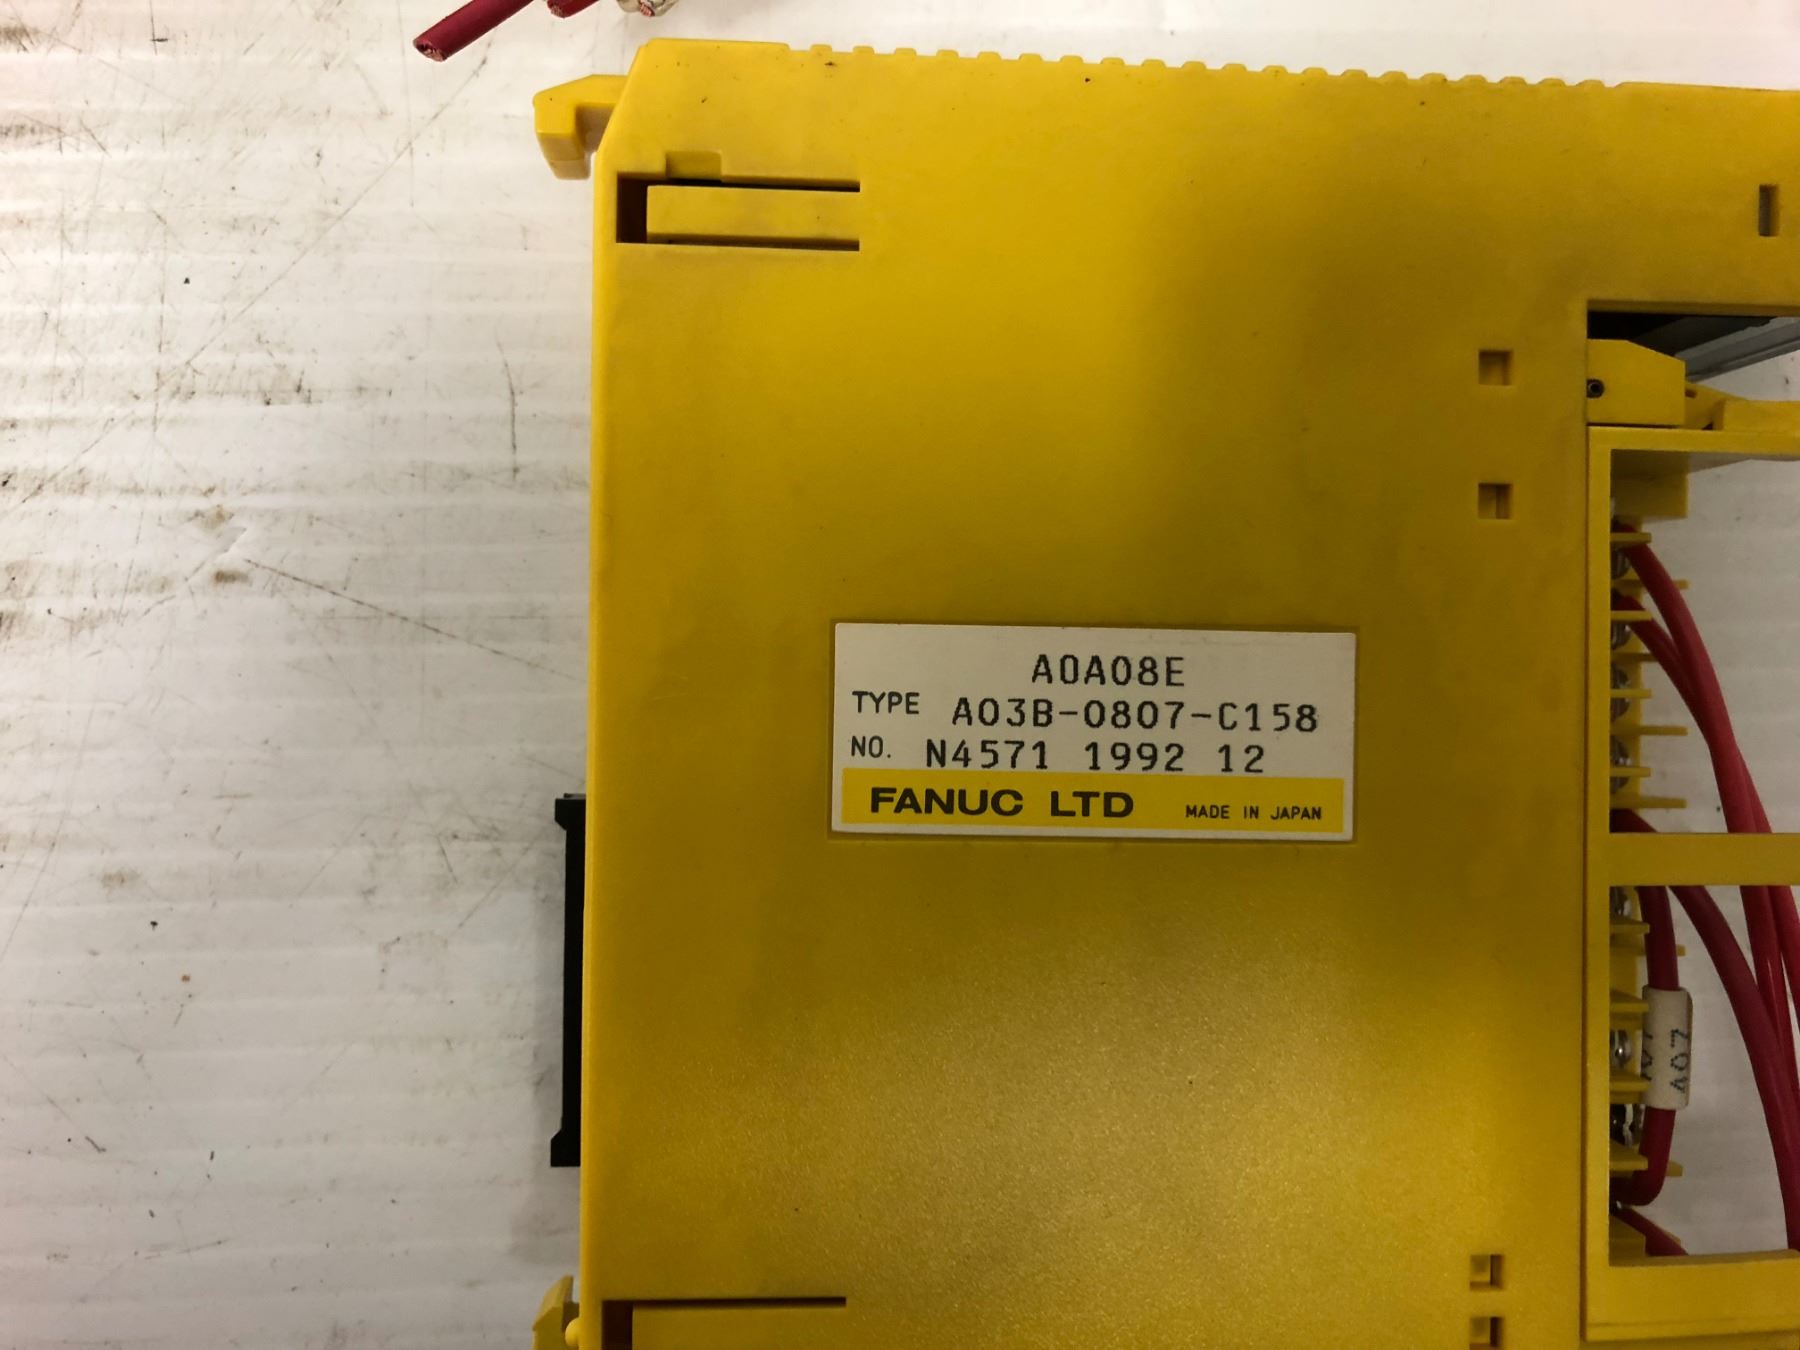 A0A08E
TYPE A03B-0807-C158
NO. N4571 1992 12
FANUC LTD MADE IN JAPAN
A07